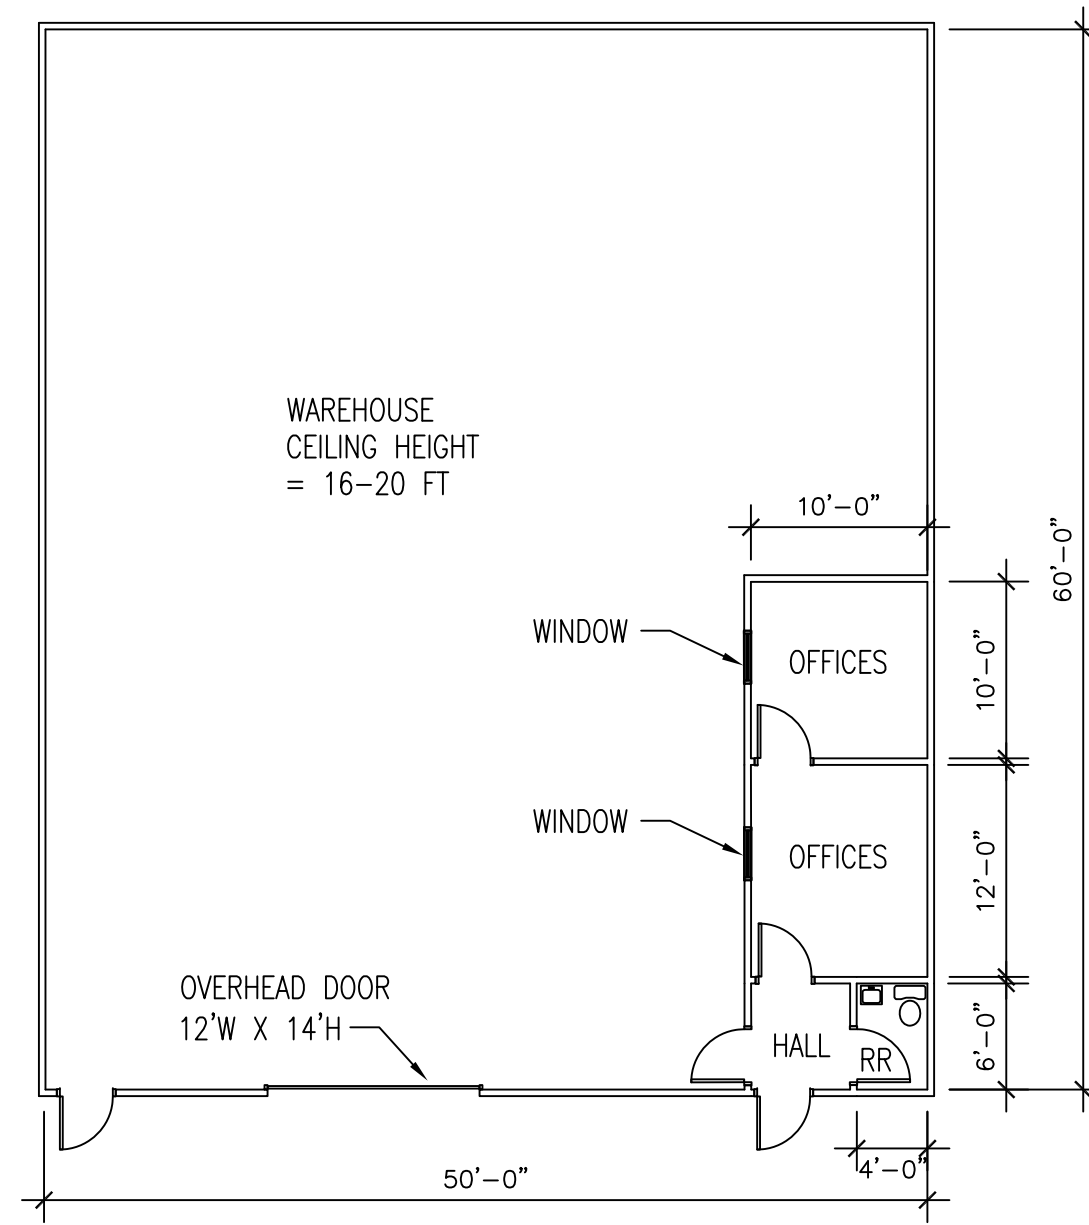 WAREHOUSE
CEILING HEIGHT
= 16-20 FT
10'-0"
60'-0"
WINDOW
OFFICES
10'-0"
WINDOW
OFFICES
12'-0"
OVERHEAD DOOR
12'W X 14'H
HALL
RR
6'-0"
4'-0"
50'-0"